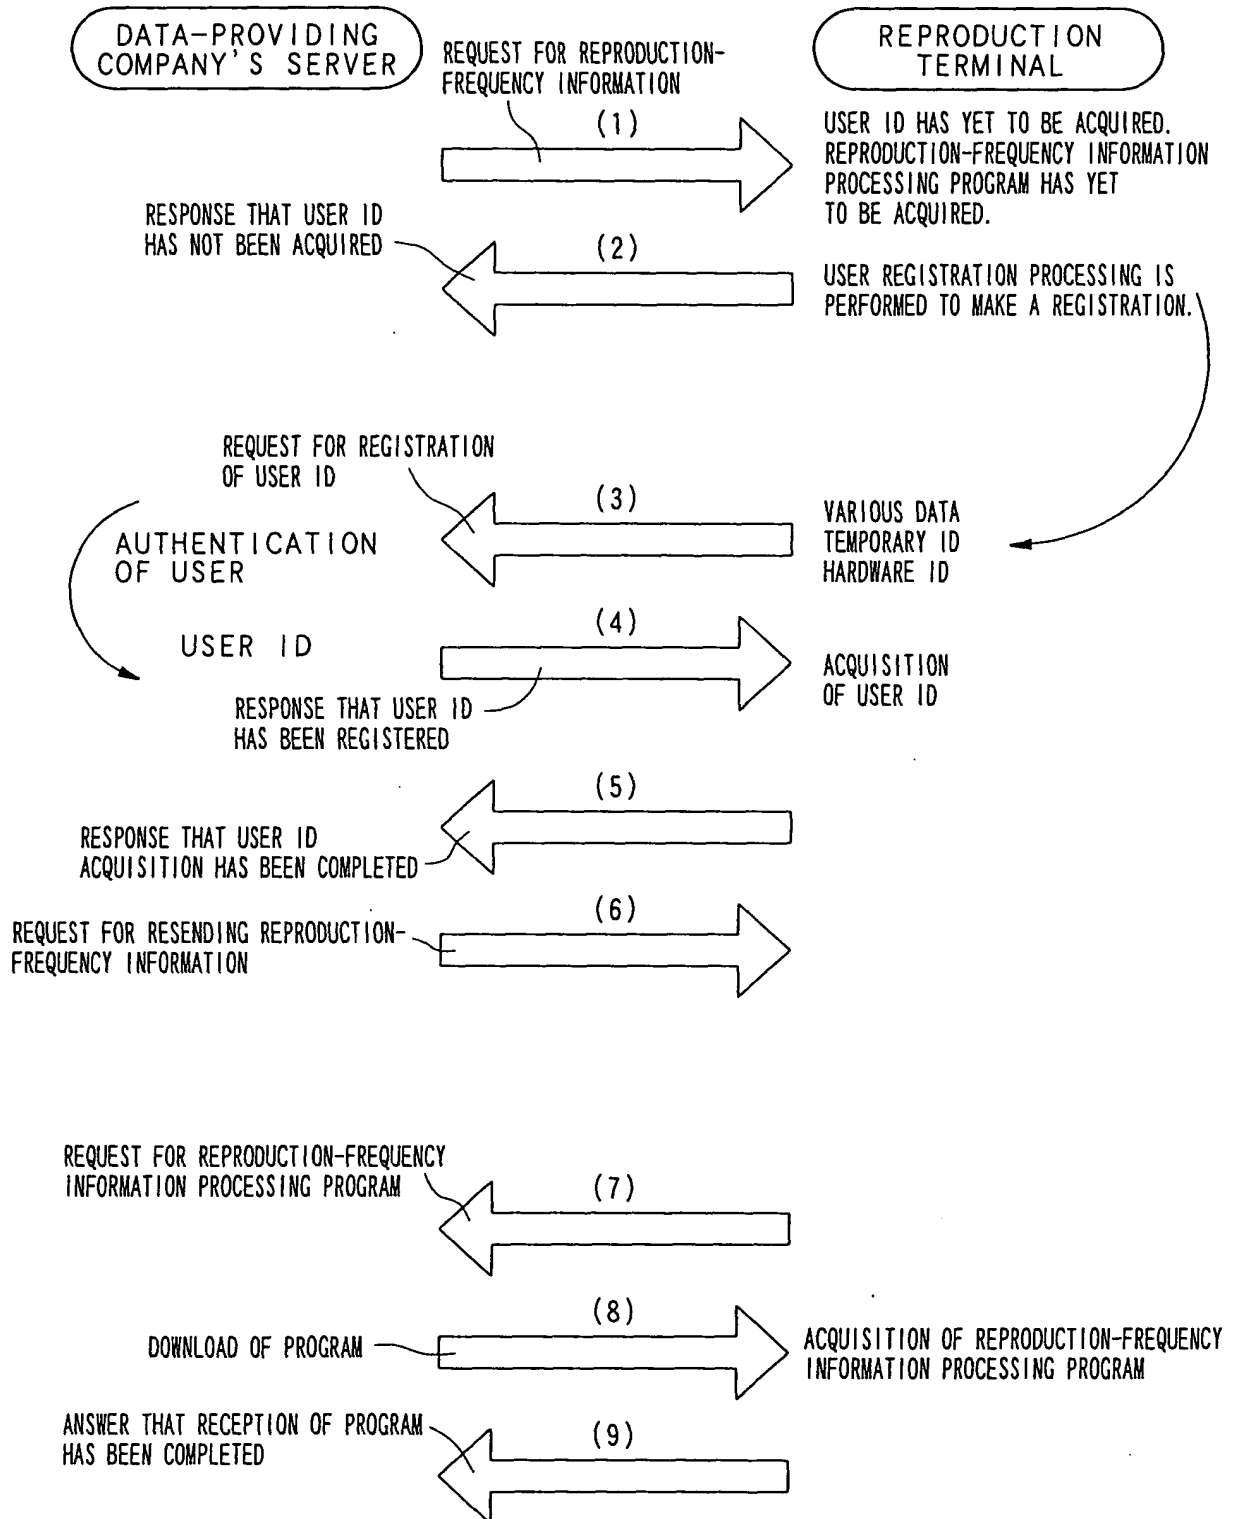 DATA-PROVIDING
COMPANY'S SERVER
REQUEST FOR REPRODUCTION-
FREQUENCY INFORMATION
REPRODUCTION
TERMINAL
(1)
USER ID HAS YET TO BE ACQUIRED.
REPRODUCTION-FREQUENCY INFORMATION
PROCESSING PROGRAM HAS YET
TO BE ACQUIRED.
RESPONSE THAT USER ID
HAS NOT BEEN ACQUIRED
(2)
USER REGISTRATION PROCESSING IS
PERFORMED TO MAKE A REGISTRATION.
REQUEST FOR REGISTRATION
OF USER ID
(3)
VARIOUS DATA
TEMPORARY ID
HARDWARE ID
AUTHENTICATION
OF USER
USER ID
(4)
ACQUISITION
OF USER ID
RESPONSE THAT USER ID
HAS BEEN REGISTERED
(5)
RESPONSE THAT USER ID
ACQUISITION HAS BEEN COMPLETED
(6)
REQUEST FOR RESENDING REPRODUCTION-
FREQUENCY INFORMATION
REQUEST FOR REPRODUCTION-FREQUENCY
INFORMATION PROCESSING PROGRAM
(7)
(8)
DOWNLOAD OF PROGRAM
ACQUISITION OF REPRODUCTION-FREQUENCY
INFORMATION PROCESSING PROGRAM
ANSWER THAT RECEPTION OF PROGRAM
HAS BEEN COMPLETED
(9)